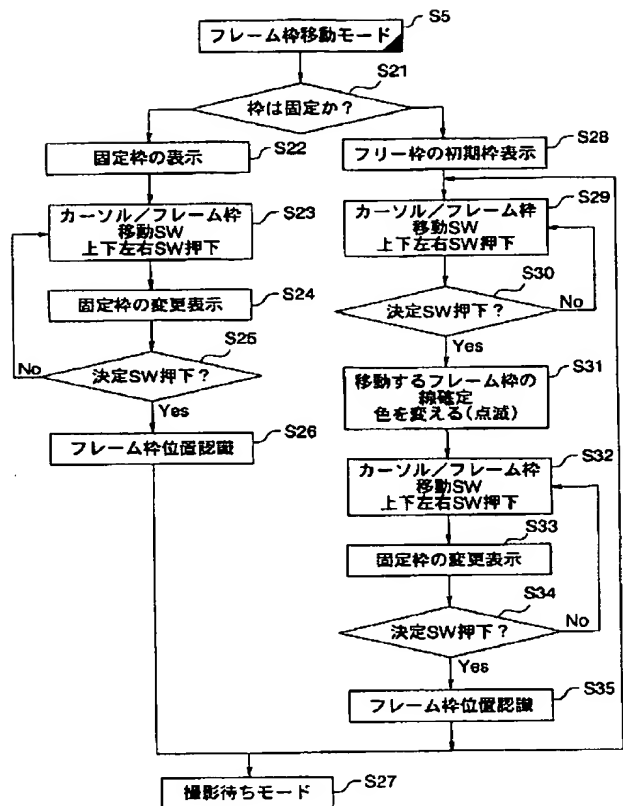 S5
フレーム枠移動モード
S21
枠は固定か?
S22
固定枠の表示
S23
カーソル/フレーム枠
移動SW
上下左右SW押下
S24
固定枠の変更表示
S25
No
決定SW押下?
Yes
S26
フレーム枠位置認識
S28
フリー枠の初期枠表示
S29
カーソル/フレーム枠
移動SW
上下左右SW押下
S30
No
決定SW押下?
Yes
S31
移動するフレーム枠の
線確定
色を変える(点滅)
S32
カーソル/フレーム枠
移動SW
上下左右SW押下
S33
固定枠の変更表示
S34
No
決定SW押下?
Yes
S35
フレーム枠位置認識
S27
撮影待ちモード